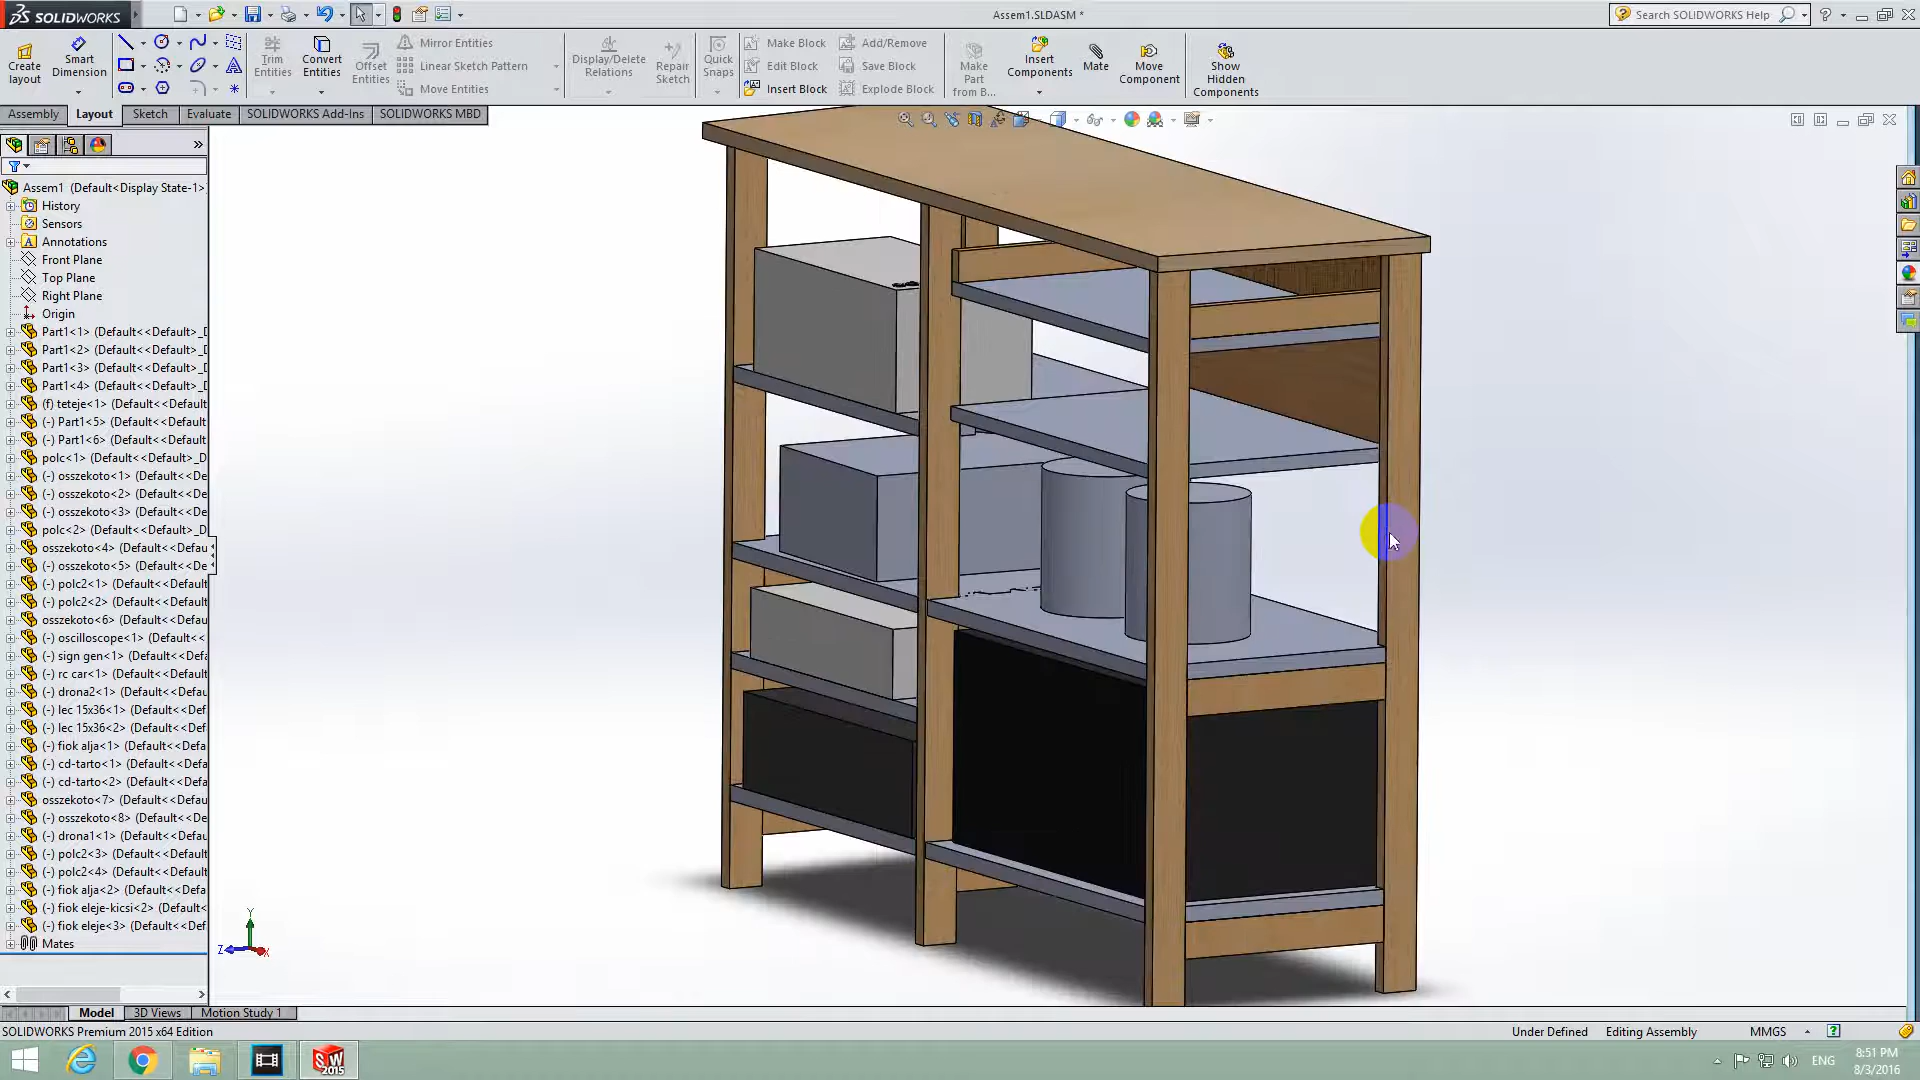 SOLIDWORKS
Assem1.SLDASM *
Search SOLIDWORKS Help
Create layout
Smart Dimension
Trim Entities
Convert Entities
Offset Entities
Mirror Entities
Linear Sketch Pattern
Move Entities
Display/Delete Relations
Repair Sketch
Quick Snaps
Make Block
Edit Block
Insert Block
Add/Remove
Save Block
Explode Block
Make Part from B...
Insert Components
Mate
Move Component
Show Hidden Components
Assembly
Layout
Sketch
Evaluate
SOLIDWORKS Add-Ins
SOLIDWORKS MBD
Assem1 (Default<Display State-1>)
History
Sensors
Annotations
Front Plane
Top Plane
Right Plane
Origin
Part1<1> (Default<<Default>_D
Part1<2> (Default<<Default>_D
Part1<3> (Default<<Default>_D
Part1<4> (Default<<Default>_D
(f) teteje<1> (Default<<Default
(-) Part1<5> (Default<<Default
(-) Part1<6> (Default<<Default
polc<1> (Default<<Default>_D
(-) osszekoto<1> (Default<<De
(-) osszekoto<2> (Default<<De
(-) osszekoto<3> (Default<<De
polc<2> (Default<<Default>_D
osszekoto<4> (Default<<Defau
osszekoto<5> (Default<<De
(-) polc2<1> (Default<<Default
(-) polc2<2> (Default<<Default
osszekoto<6> (Default<<Defau
(-) oscilloscope<1> (Default<<
(-) sign gen<1> (Default<<Defa
(-) rc car<1> (Default<<Default
(-) drona2<1> (Default<<Defau
(-) lec 15x36<1> (Default<<Def
(-) lec 15x36<2> (Default<<Def
(-) fiok alja<1> (Default<<Defa
(-) cd-tarto<1> (Default<<Defa
(-) cd-tarto<2> (Default<<Defa
osszekoto<7> (Default<<Defau
(-) osszekoto<8> (Default<<Defa
(-) drona1<1> (Default<<Defau
(-) polc2<3> (Default<<Default
(-) polc2<4> (Default<<Default
(-) fiok alja<2> (Default<<Defa
(-) fiok eleje-kicsi<2> (Default<
(-) fiok eleje<3> (Default<<Def
Mates
Y
Z
X
Model
3D Views
Motion Study 1
SOLIDWORKS Premium 2015 x64 Edition
Under Defined
Editing Assembly
MMGS
SW
2015
ENG
8:51 PM
8/3/2016